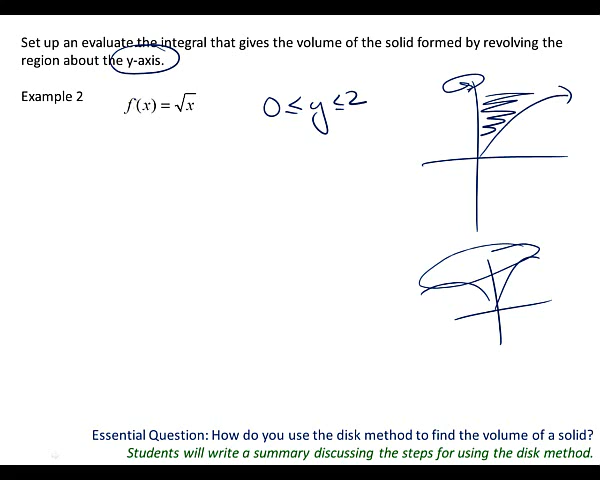 Set up an evaluate the integral that gives the volume of the solid formed by revolving the
region about the y-axis.
Example 2 f(x) = √x 0 ≤ y ≤ 2
Essential Question: How do you use the disk method to find the volume of a solid?
Students will write a summary discussing the steps for using the disk method.